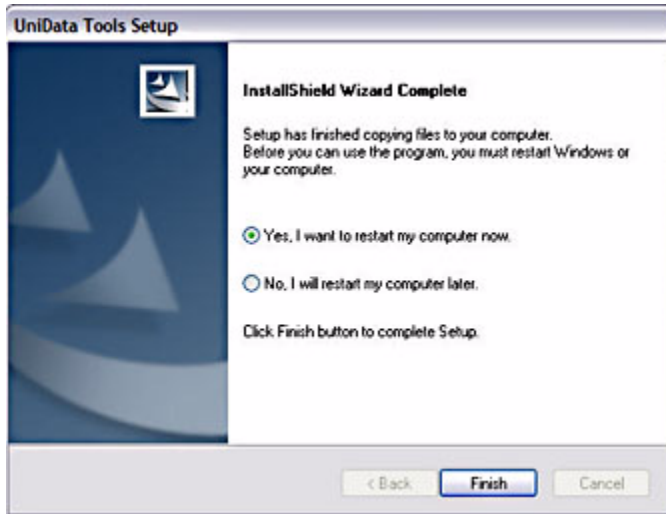 UniData Tools Setup
InstallShield Wizard Complete
Setup has finished copying files to your computer.
Before you can use the program, you must restart Windows or
your computer.
Yes, I want to restart my computer now.
No, I will restart my computer later.
Click Finish button to complete Setup.
< Back
Finish
Cancel